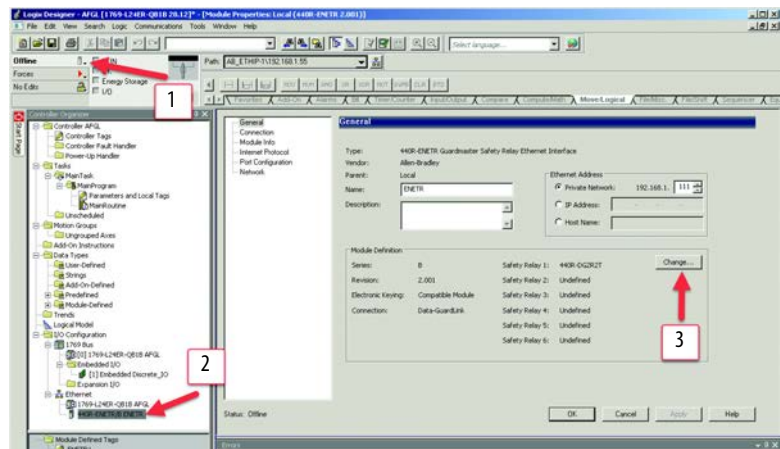 Logix Designer - AFGL [1769-L24ER-QB1B 28.12]* - [Module Properties: Local (440R-ENETR 2.001)]
File Edit View Search Logic Communications Tools Window Help
Select language...
Offline
Forces
No Edits
Energy Storage
I/O
Path: AB_ETHIP-1\192.168.1.55
1
Favorites Add-On Alarms Bit Timer/Counter Input/Output Compare Compute/Math Move/Logical File/Misc. File/Shift Sequencer
Start Page
Controller Organizer
Controller AFGL
Controller Tags
Controller Fault Handler
Power-Up Handler
Tasks
MainTask
MainProgram
Parameters and Local Tags
MainRoutine
Unscheduled
Motion Groups
Ungrouped Axes
Add-On Instructions
Data Types
User-Defined
Strings
Add-On-Defined
Predefined
Module-Defined
Trends
Logical Model
I/O Configuration
1769 Bus
[0] 1769-L24ER-QB1B AFGL
Embedded I/O
[1] Embedded Discrete_IO
Expansion I/O
Ethernet
1769-L24ER-QB1B AFGL
440R-ENETR/B ENETR
2
Module Defined Tags
General
Connection
Module Info
Internet Protocol
Port Configuration
Network
General
Type: 440R-ENETR Guardmaster Safety Relay Ethernet Interface
Vendor: Allen-Bradley
Parent: Local
Name: ENETR
Description:
Ethernet Address
Private Network: 192.168.1. 111
IP Address:
Host Name:
Module Definition
Series: B
Revision: 2.001
Electronic Keying: Compatible Module
Connection: Data-GuardLink
Safety Relay 1: 440R-DG2R2T
Safety Relay 2: Undefined
Safety Relay 3: Undefined
Safety Relay 4: Undefined
Safety Relay 5: Undefined
Safety Relay 6: Undefined
Change...
3
Status: Offline
OK Cancel Apply Help
Errors